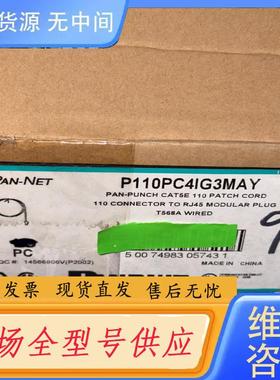 货源 无中间
PAN-NET
P110PC4IG3MAY
PAN-PUNCH CAT5E 110 PATCH CORD
110 CONNECTOR TO RJ45 MODULAR PLUG
T568A WIRED
PC
5 00 74983 05743 1
MADE IN CHINA
发票 现货直发 售后无忧
场全型号供应
维
咨